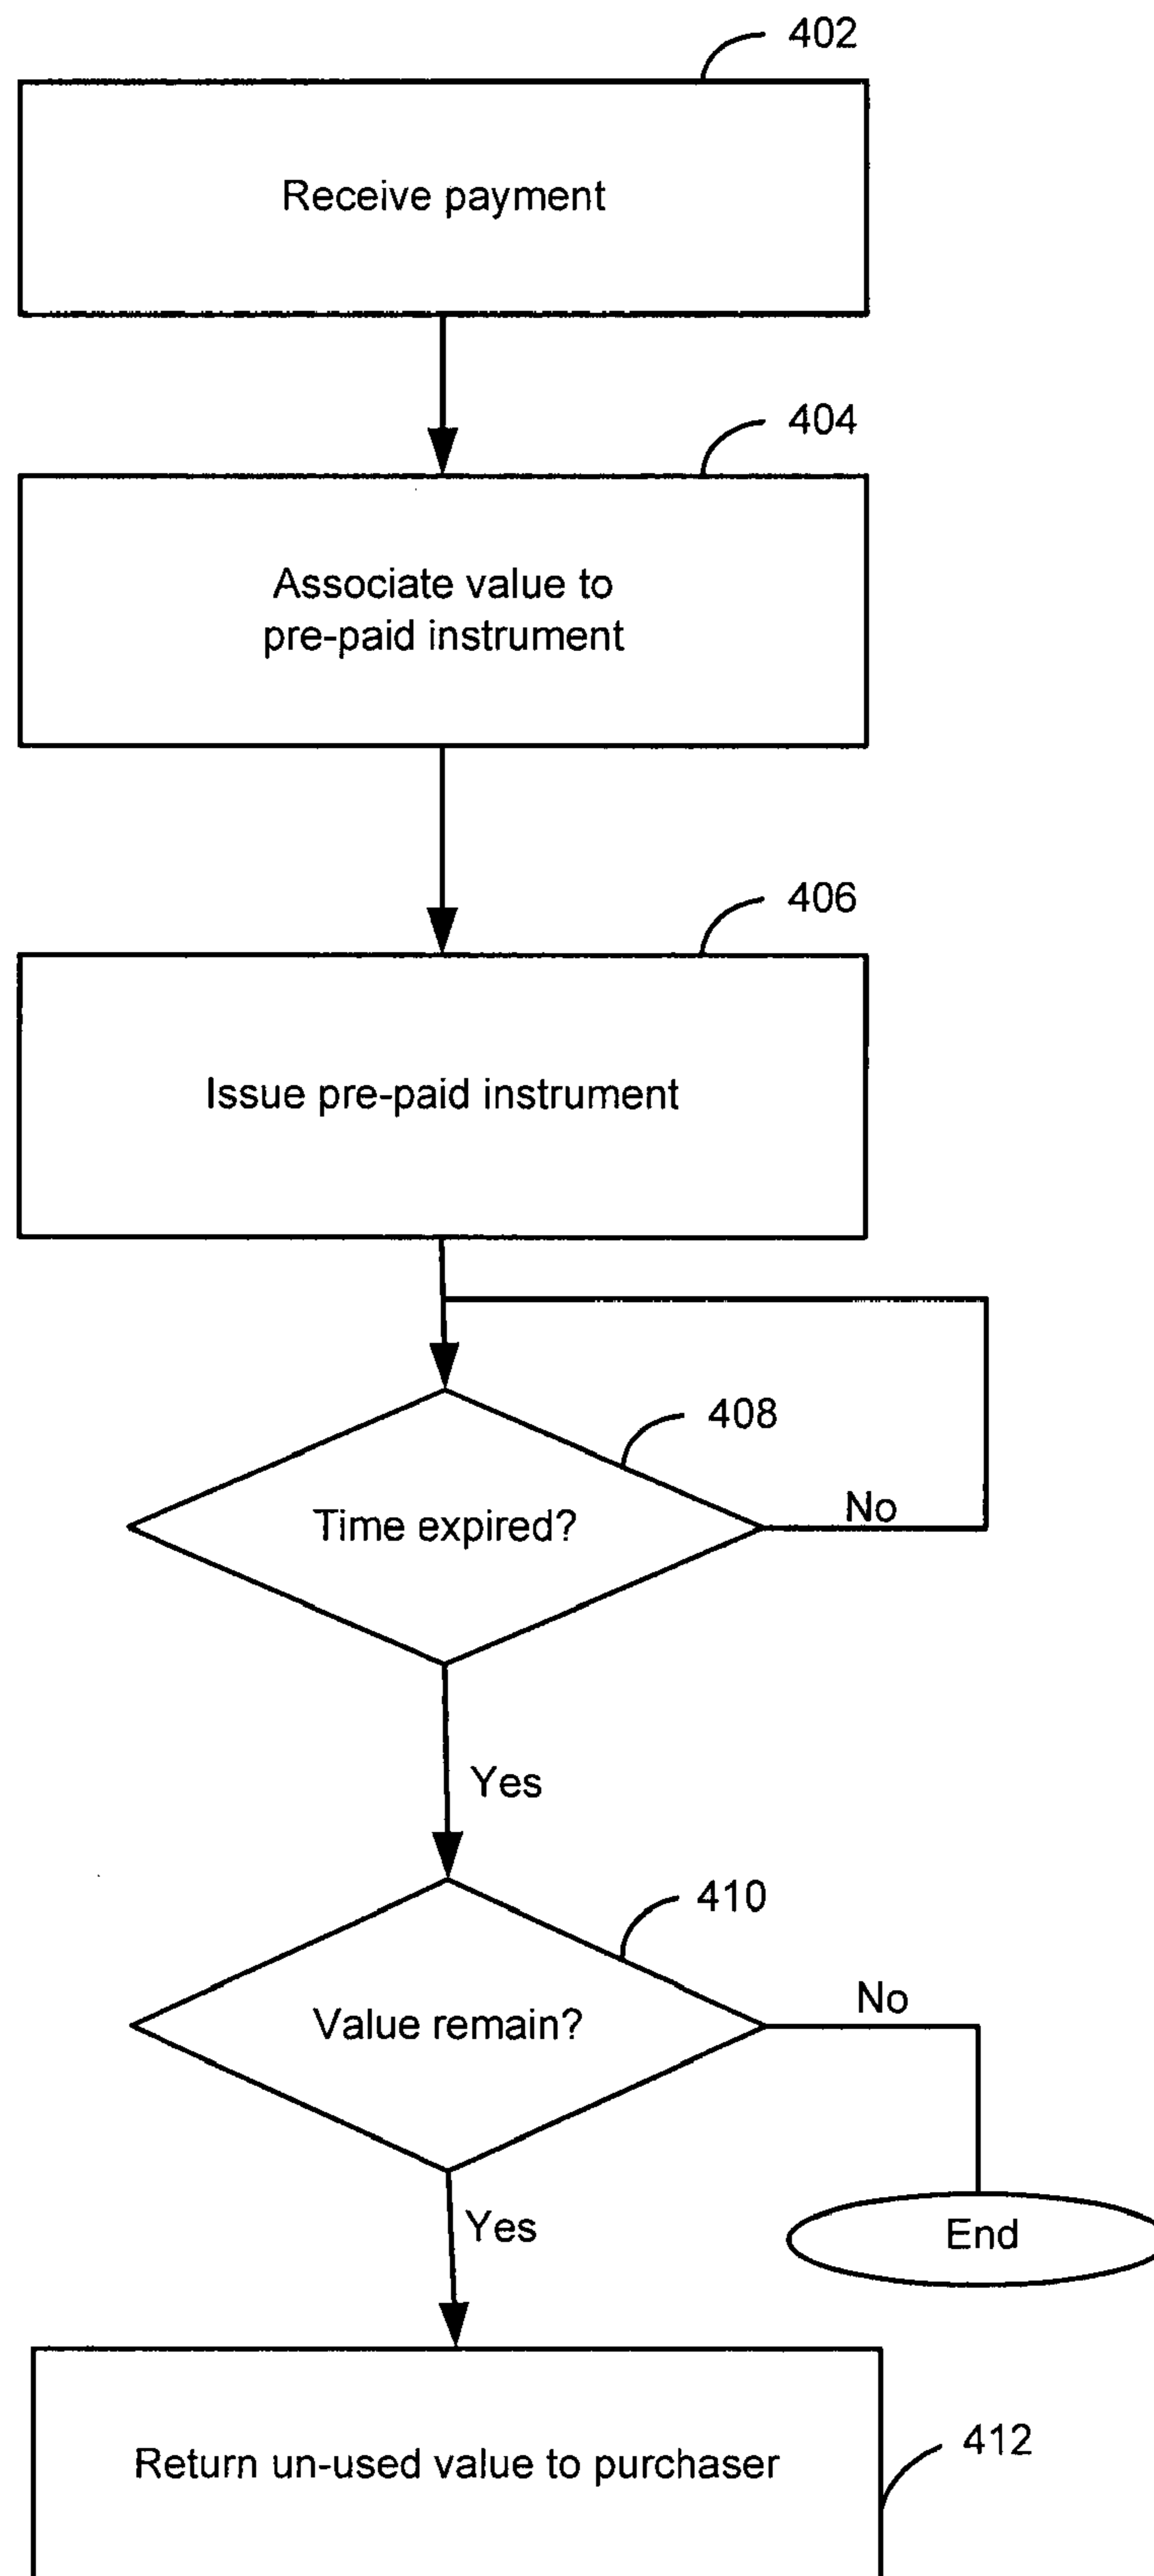 402
Receive payment
404
Associate value to
pre-paid instrument
406
Issue pre-paid instrument
408
Time expired?
No
Yes
410
Value remain?
No
Yes
End
412
Return un-used value to purchaser